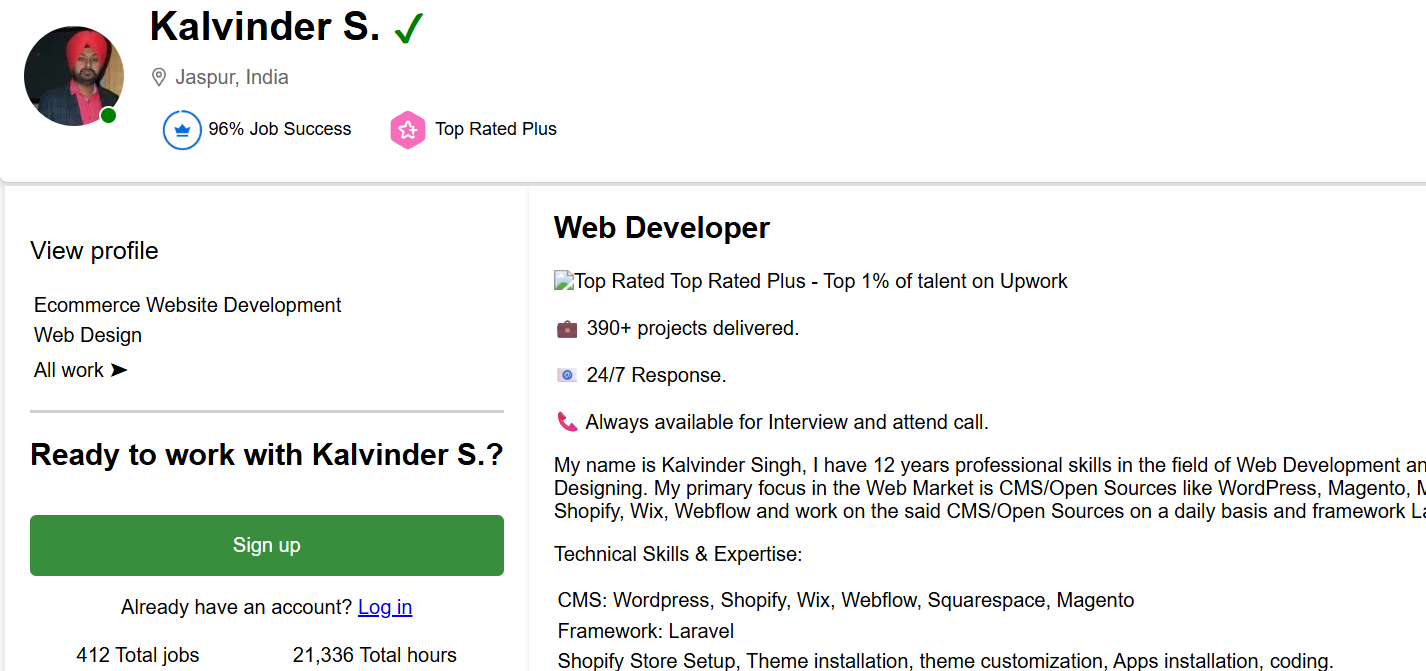 Kalvinder S. ✓
Jaspur, India
96% Job Success
Top Rated Plus
View profile
Ecommerce Website Development
Web Design
All work ➤
Ready to work with Kalvinder S.?
Sign up
Already have an account? Log in
412 Total jobs
21,336 Total hours
Web Developer
Top Rated Top Rated Plus - Top 1% of talent on Upwork
390+ projects delivered.
24/7 Response.
Always available for Interview and attend call.
My name is Kalvinder Singh, I have 12 years professional skills in the field of Web Development
Designing. My primary focus in the Web Market is CMS/Open Sources like WordPress, Magento,
Shopify, Wix, Webflow and work on the said CMS/Open Sources on a daily basis and framework
Technical Skills & Expertise:
CMS: Wordpress, Shopify, Wix, Webflow, Squarespace, Magento
Framework: Laravel
Shopify Store Setup, Theme installation, theme customization, Apps installation, coding.